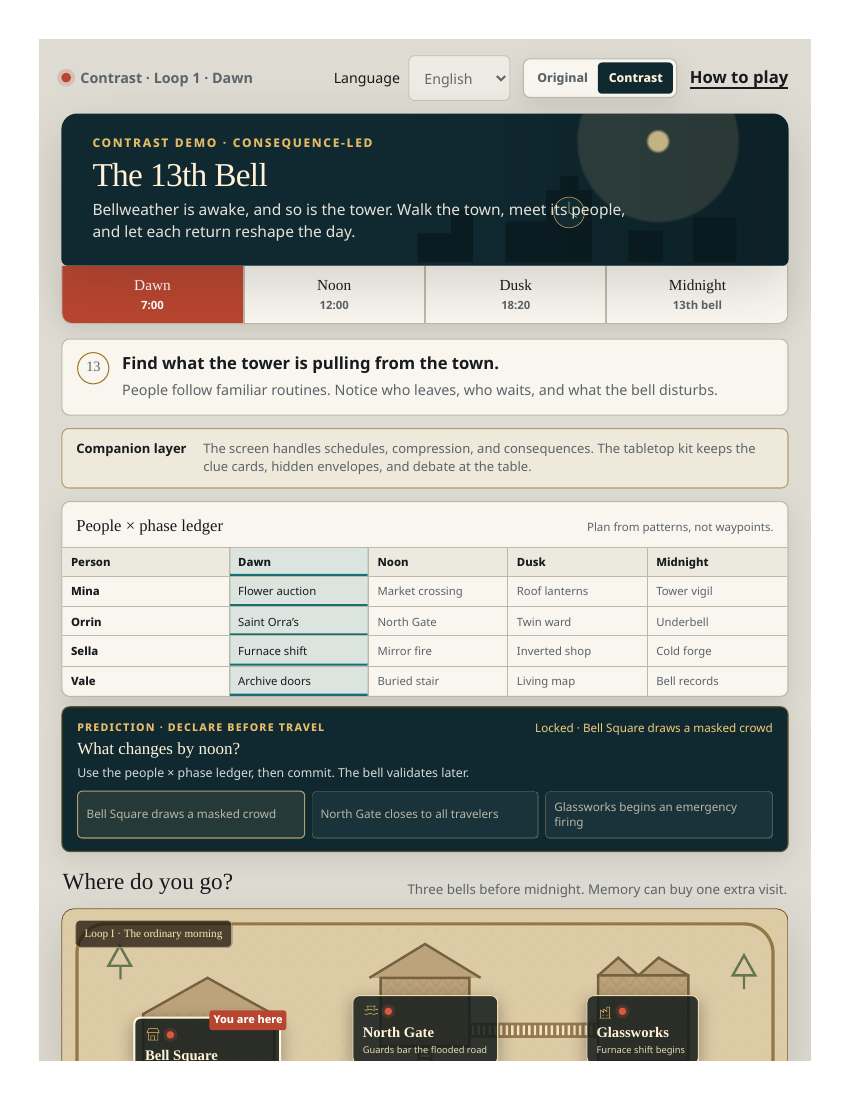 Contrast · Loop 1 · Dawn
Language
English
Original
Contrast
How to play
CONTRAST DEMO · CONSEQUENCE-LED
The 13th Bell
Bellweather is awake, and so is the tower. Walk the town, meet its people,
and let each return reshape the day.
Dawn
7:00
Noon
12:00
Dusk
18:20
Midnight
13th bell
13
Find what the tower is pulling from the town.
People follow familiar routines. Notice who leaves, who waits, and what the bell disturbs.
Companion layer
The screen handles schedules, compression, and consequences. The tabletop kit keeps the
clue cards, hidden envelopes, and debate at the table.
People × phase ledger
Plan from patterns, not waypoints.
Person Dawn Noon Dusk Midnight
Mina Flower auction Market crossing Roof lanterns Tower vigil
Orrin Saint Orra's North Gate Twin ward Underbell
Sella Furnace shift Mirror fire Inverted shop Cold forge
Vale Archive doors Buried stair Living map Bell records
PREDICTION · DECLARE BEFORE TRAVEL
Locked · Bell Square draws a masked crowd
What changes by noon?
Use the people × phase ledger, then commit. The bell validates later.
Bell Square draws a masked crowd
North Gate closes to all travelers
Glassworks begins an emergency
firing
Where do you go?
Three bells before midnight. Memory can buy one extra visit.
Loop I · The ordinary morning
You are here
Bell Square
North Gate
Guards bar the flooded road
Glassworks
Furnace shift begins